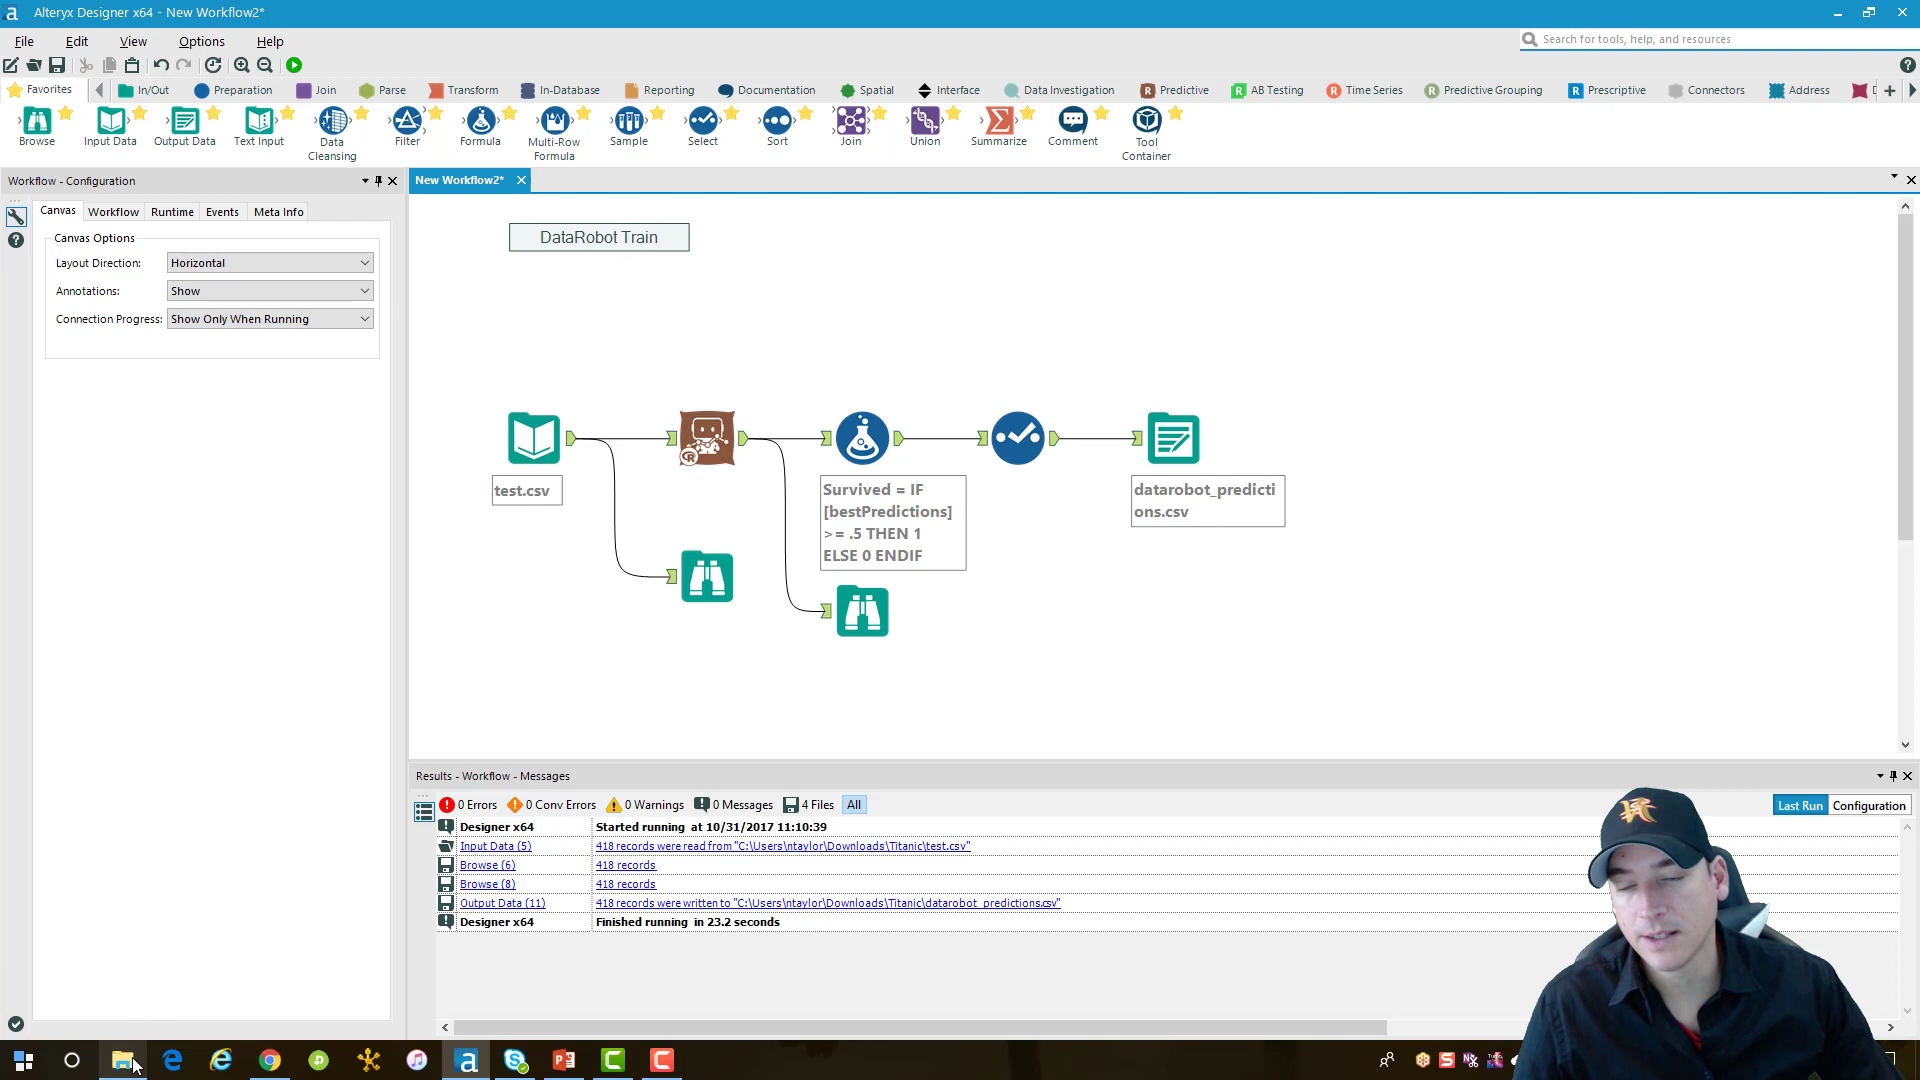 Alteryx Designer x64 - New Workflow2*
File Edit View Options Help
Search for tools, help, and resources
Favorites In/Out Preparation Join Parse Transform In-Database Reporting Documentation Spatial Interface Data Investigation Predictive AB Testing Time Series Predictive Grouping Prescriptive Connectors Address
Browse Input Data Output Data Text Input Data Cleansing Filter Formula Multi-Row Formula Sample Select Sort Join Union Summarize Comment Tool Container
Workflow - Configuration
New Workflow2*
Canvas Workflow Runtime Events Meta Info
Canvas Options
Layout Direction: Horizontal
Annotations: Show
Connection Progress: Show Only When Running
DataRobot Train
test.csv
Survived = IF
[bestPredictions]
>= .5 THEN 1
ELSE 0 ENDIF
datarobot_predicti
ons.csv
Results - Workflow - Messages
0 Errors 0 Conv Errors 0 Warnings 0 Messages 4 Files All
Last Run Configuration
Designer x64 Started running at 10/31/2017 11:10:39
Input Data (5) 418 records were read from "C:\Users\ntaylor\Downloads\Titanic\test.csv"
Browse (6) 418 records
Browse (8) 418 records
Output Data (11) 418 records were written to "C:\Users\ntaylor\Downloads\Titanic\datarobot_predictions.csv"
Designer x64 Finished running in 23.2 seconds